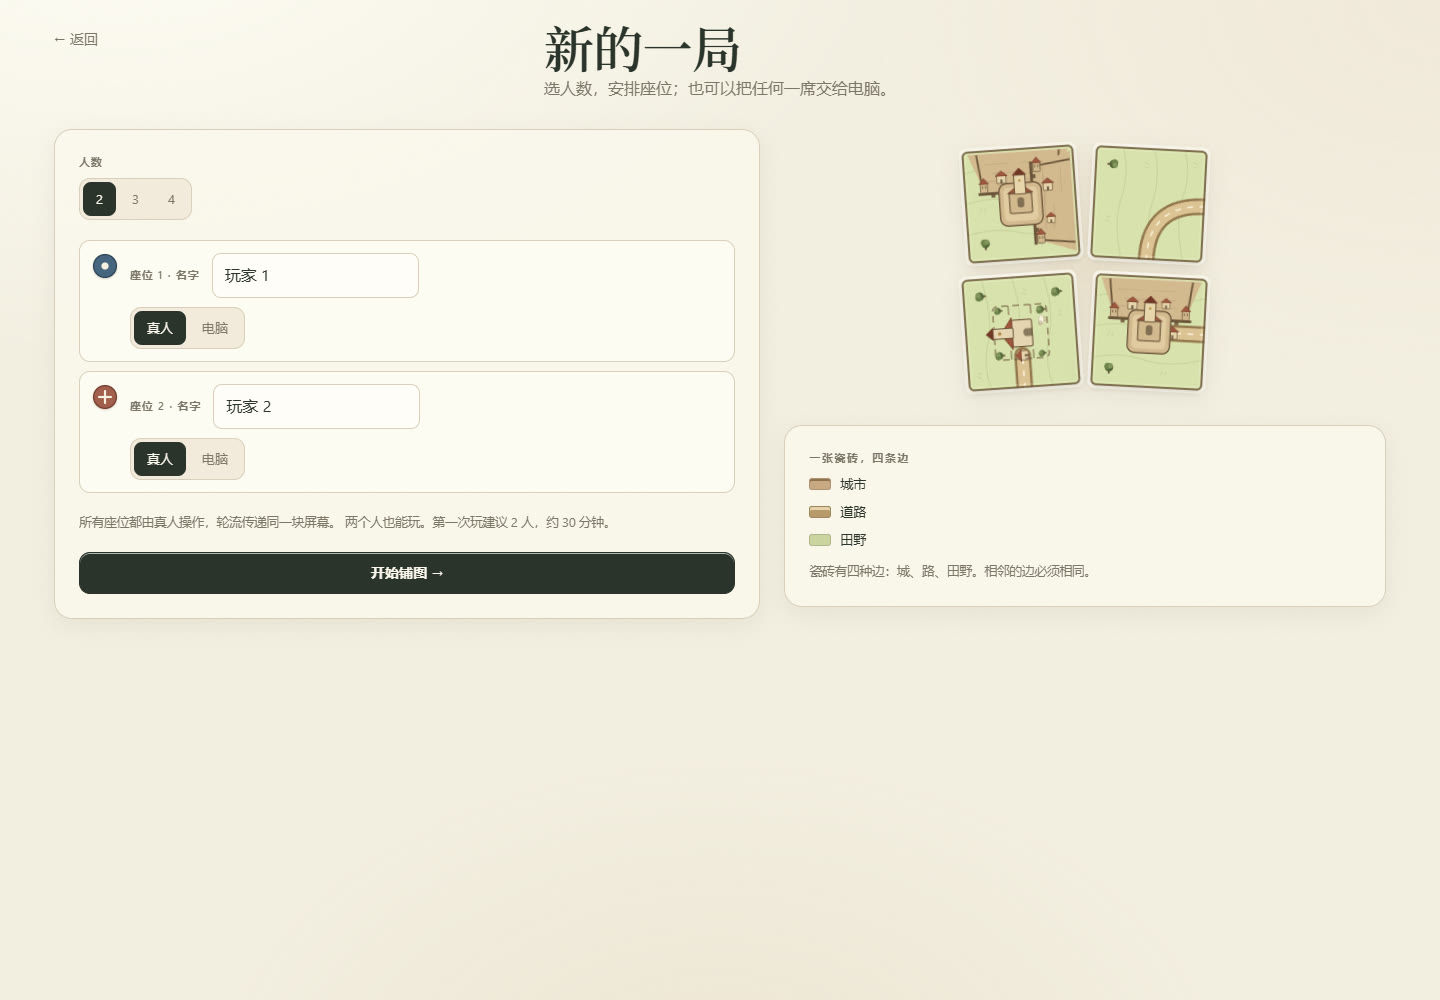 ← 返回
新的一局
选人数，安排座位；也可以把任何一席交给电脑。
人数
2 3 4
座位 1 · 名字 玩家 1
真人 电脑
座位 2 · 名字 玩家 2
真人 电脑
所有座位都由真人操作，轮流传递同一块屏幕。 两个人也能玩。第一次玩建议 2 人，约 30 分钟。
开始铺图 →
一张瓷砖，四条边
城市
道路
田野
瓷砖有四种边：城、路、田野。相邻的边必须相同。